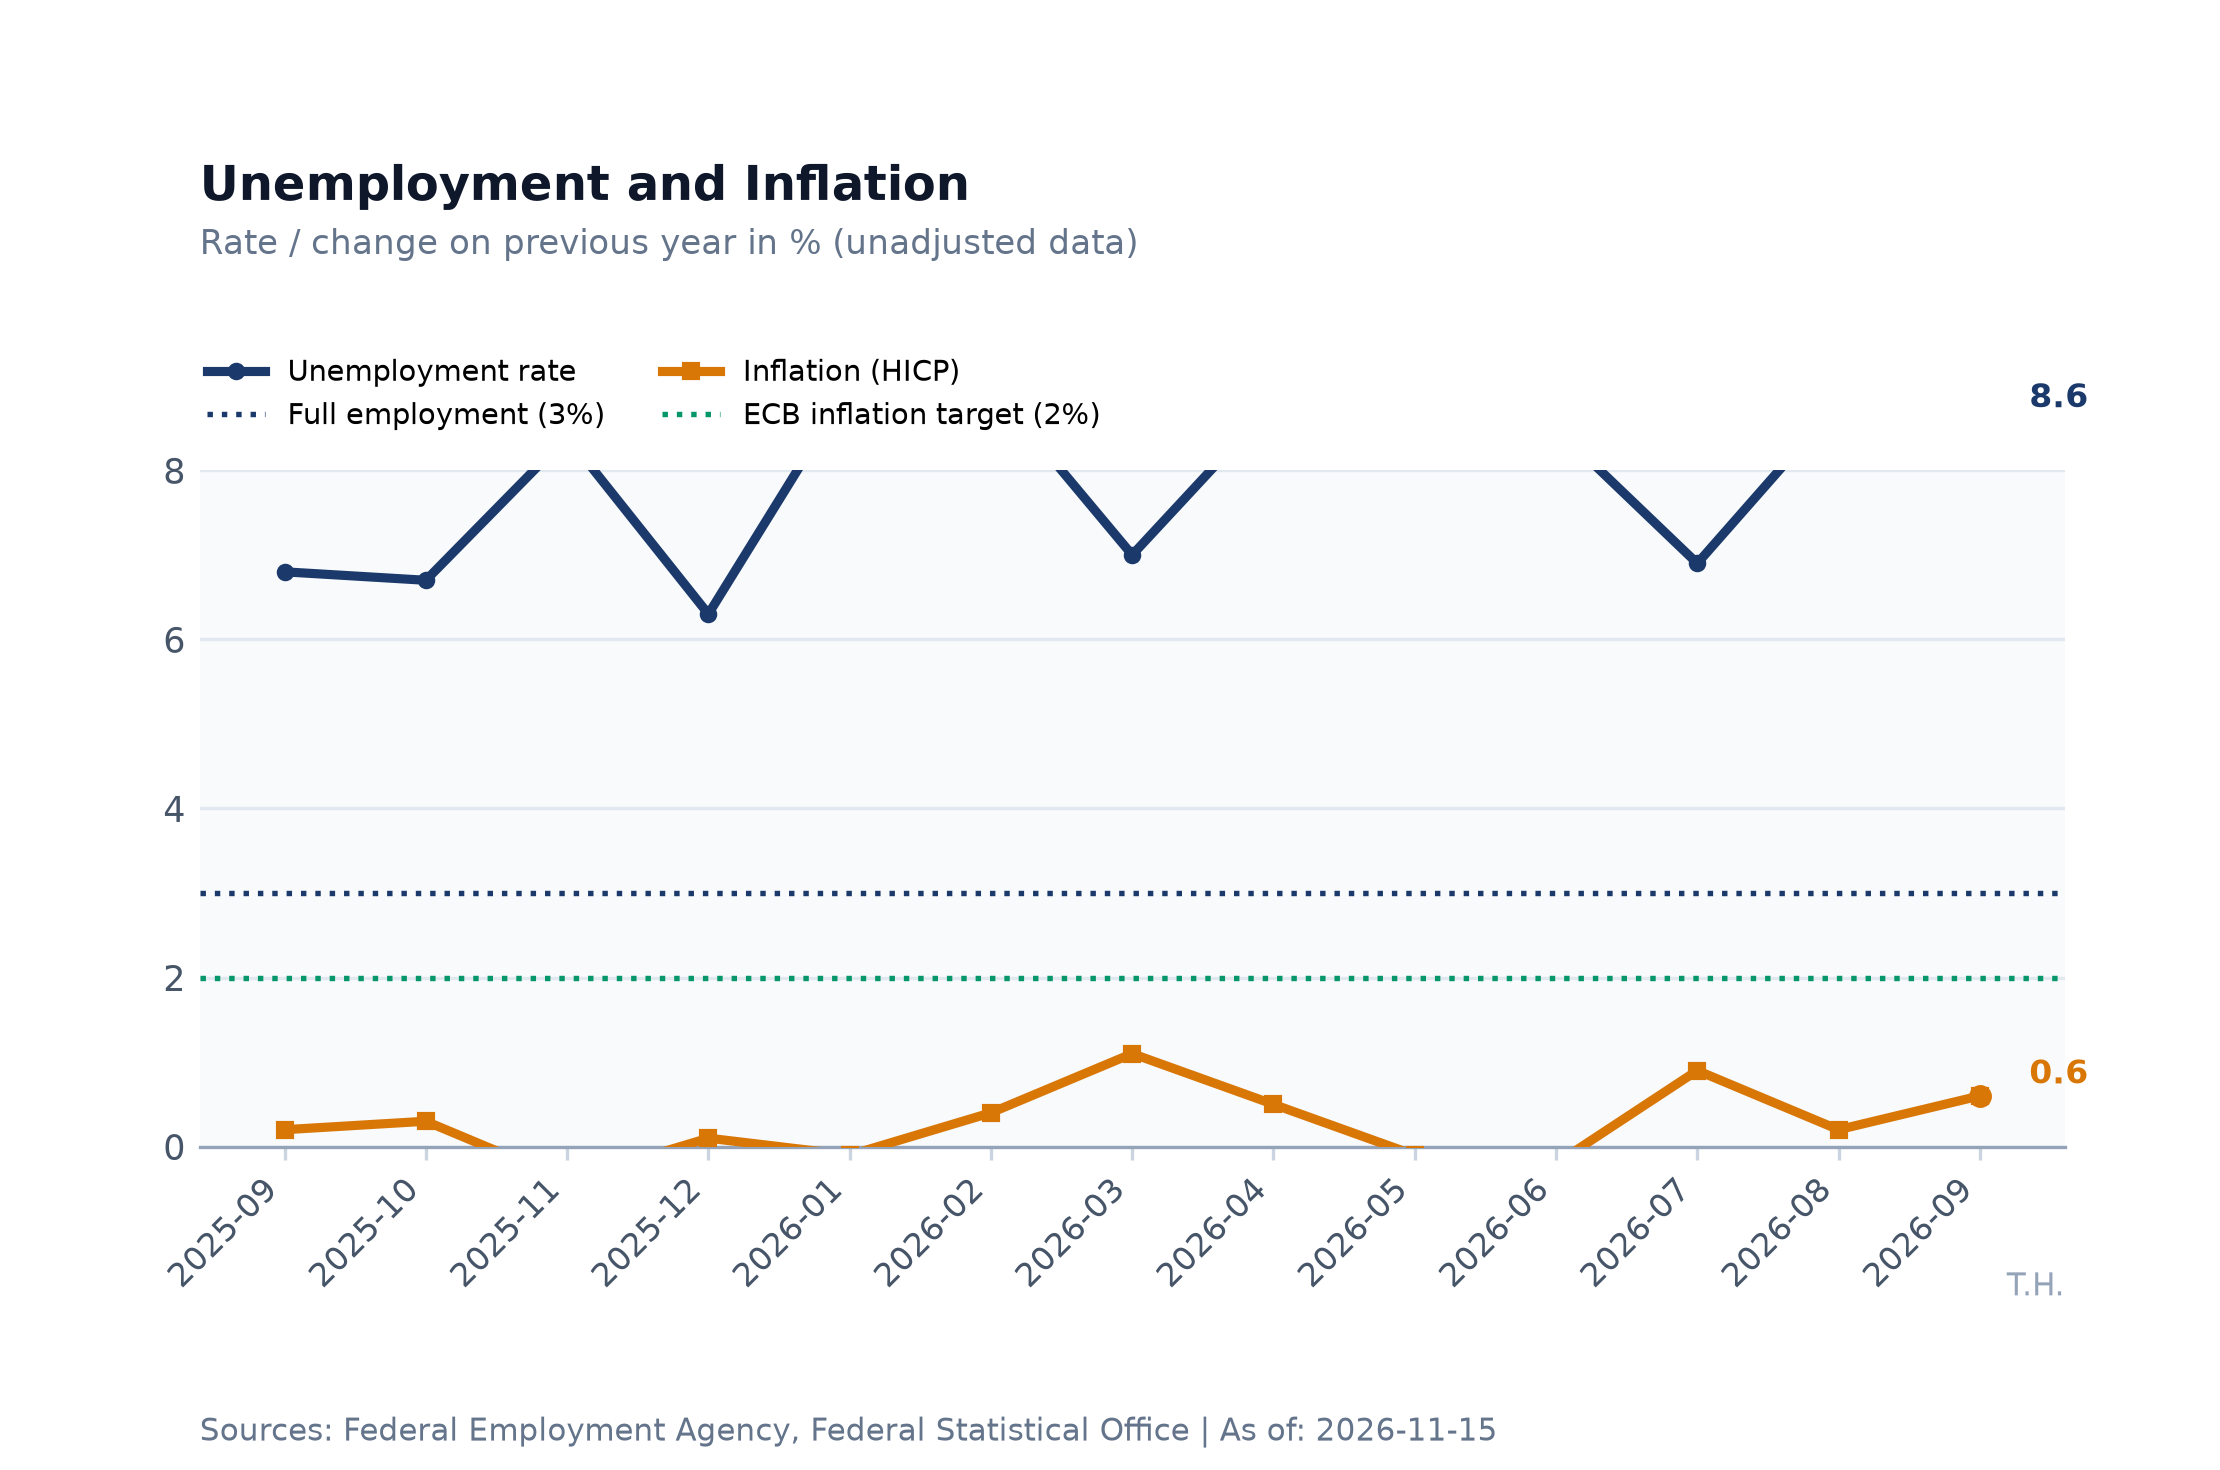 Unemployment and Inflation
Rate / change on previous year in % (unadjusted data)
Unemployment rate
Inflation (HICP)
Full employment (3%)
ECB inflation target (2%)
8.6
8
6
4
2
0.6
0
2025-09
2025-10
2025-11
2025-12
2026-01
2026-02
2026-03
2026-04
2026-05
2026-06
2026-07
2026-08
2026-09
T.H.
Sources: Federal Employment Agency, Federal Statistical Office | As of: 2026-11-15